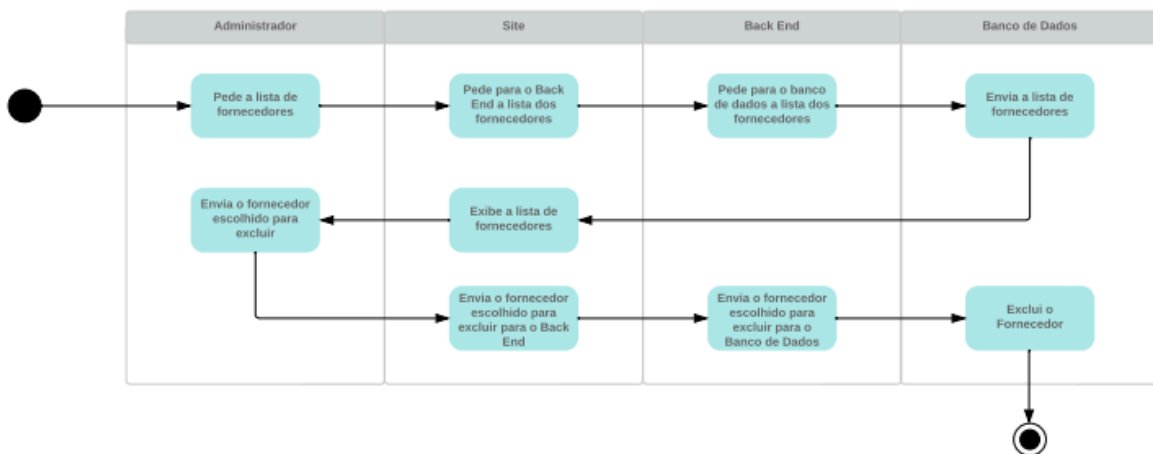 Administrador
Site
Back End
Banco de Dados
Pede a lista de
fornecedores
Pede para o Back
End a lista dos
fornecedores
Pede para o banco
de dados a lista dos
fornecedores
Envia a lista de
fornecedores
Envia o fornecedor
escolhido para
excluir
Exibe a lista de
fornecedores
Envia o fornecedor
escolhido para
excluir para o Back
End
Envia o fornecedor
escolhido para
excluir para o
Banco de Dados
Exclui o
Fornecedor